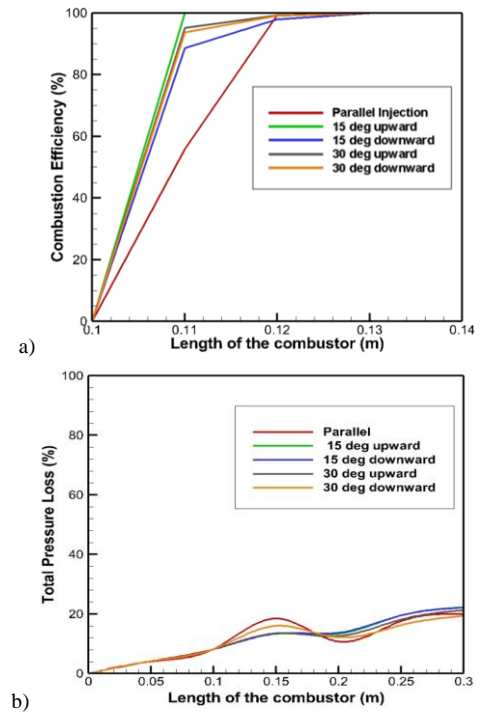 100
80
60
40
20
0
Combustion Efficiency (%)
Parallel Injection
15 deg upward
15 deg downward
30 deg upward
30 deg downward
0.1 0.11 0.12 0.13 0.14
Length of the combustor (m)
a)
100
80
60
40
20
0
Total Pressure Loss (%)
Parallel
15 deg upward
15 deg downward
30 deg upward
30 deg downward
0 0.05 0.1 0.15 0.2 0.25 0.3
Length of the combustor (m)
b)